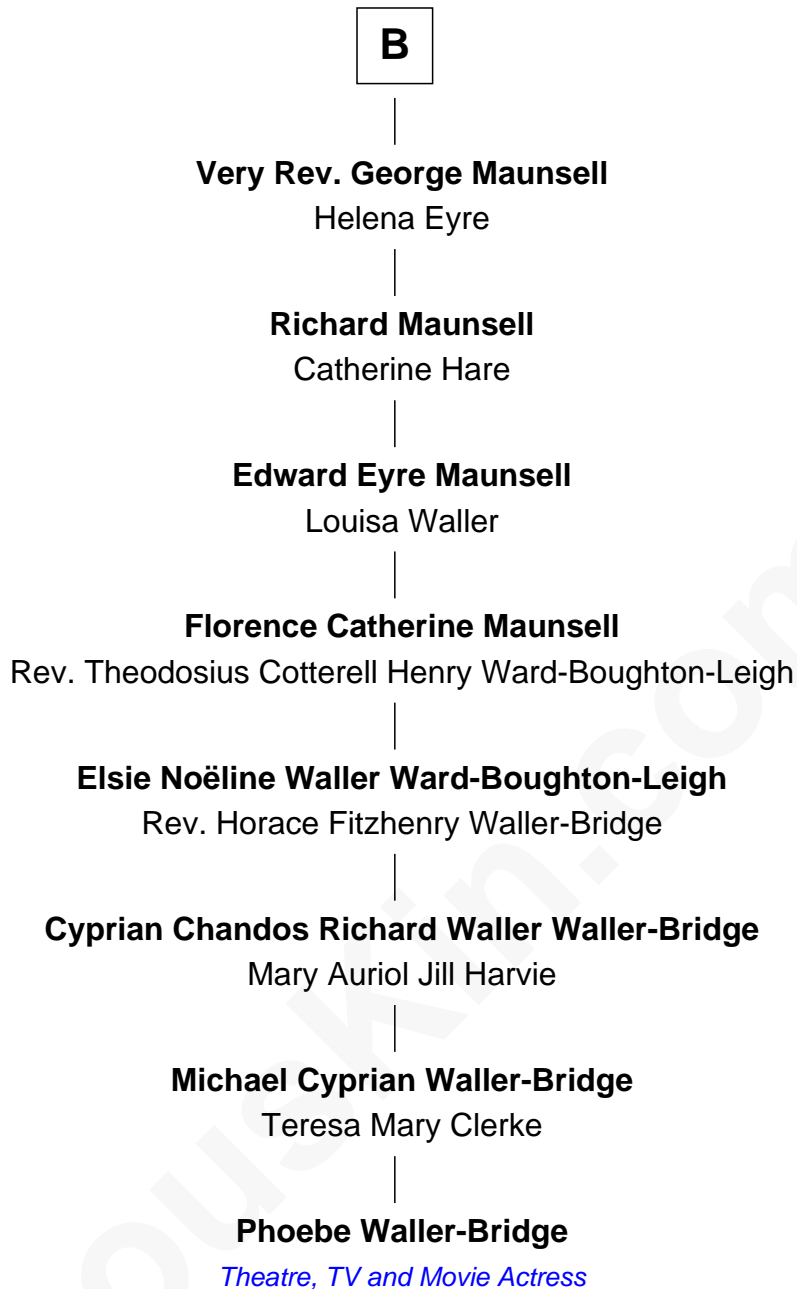 B
Very Rev. George Maunsell
Helena Eyre
Richard Maunsell
Catherine Hare
Edward Eyre Maunsell
Louisa Waller
Florence Catherine Maunsell
Rev. Theodosius Cotterell Henry Ward-Boughton-Leigh
Elsie Noëline Waller Ward-Boughton-Leigh
Rev. Horace Fitzhenry Waller-Bridge
Cyprian Chandos Richard Waller Waller-Bridge
Mary Auriol Jill Harvie
Michael Cyprian Waller-Bridge
Teresa Mary Clerke
Phoebe Waller-Bridge
Theatre, TV and Movie Actress
ouskin.com